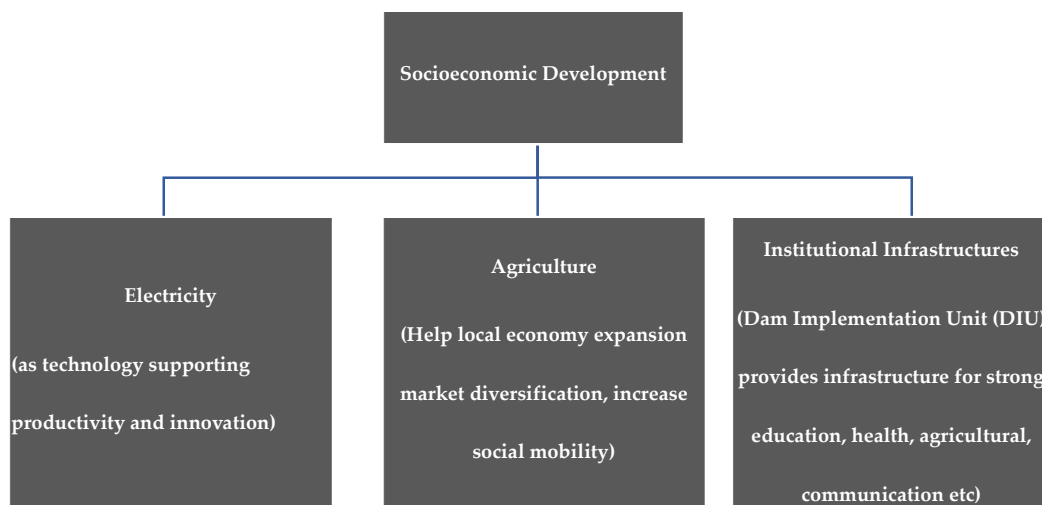 Socioeconomic Development
Electricity
(as technology supporting
productivity and innovation)
Agriculture
(Help local economy expansion
market diversification, increase
social mobility)
Institutional Infrastructures
(Dam Implementation Unit (DIU)
provides infrastructure for strong
education, health, agricultural,
communication etc)